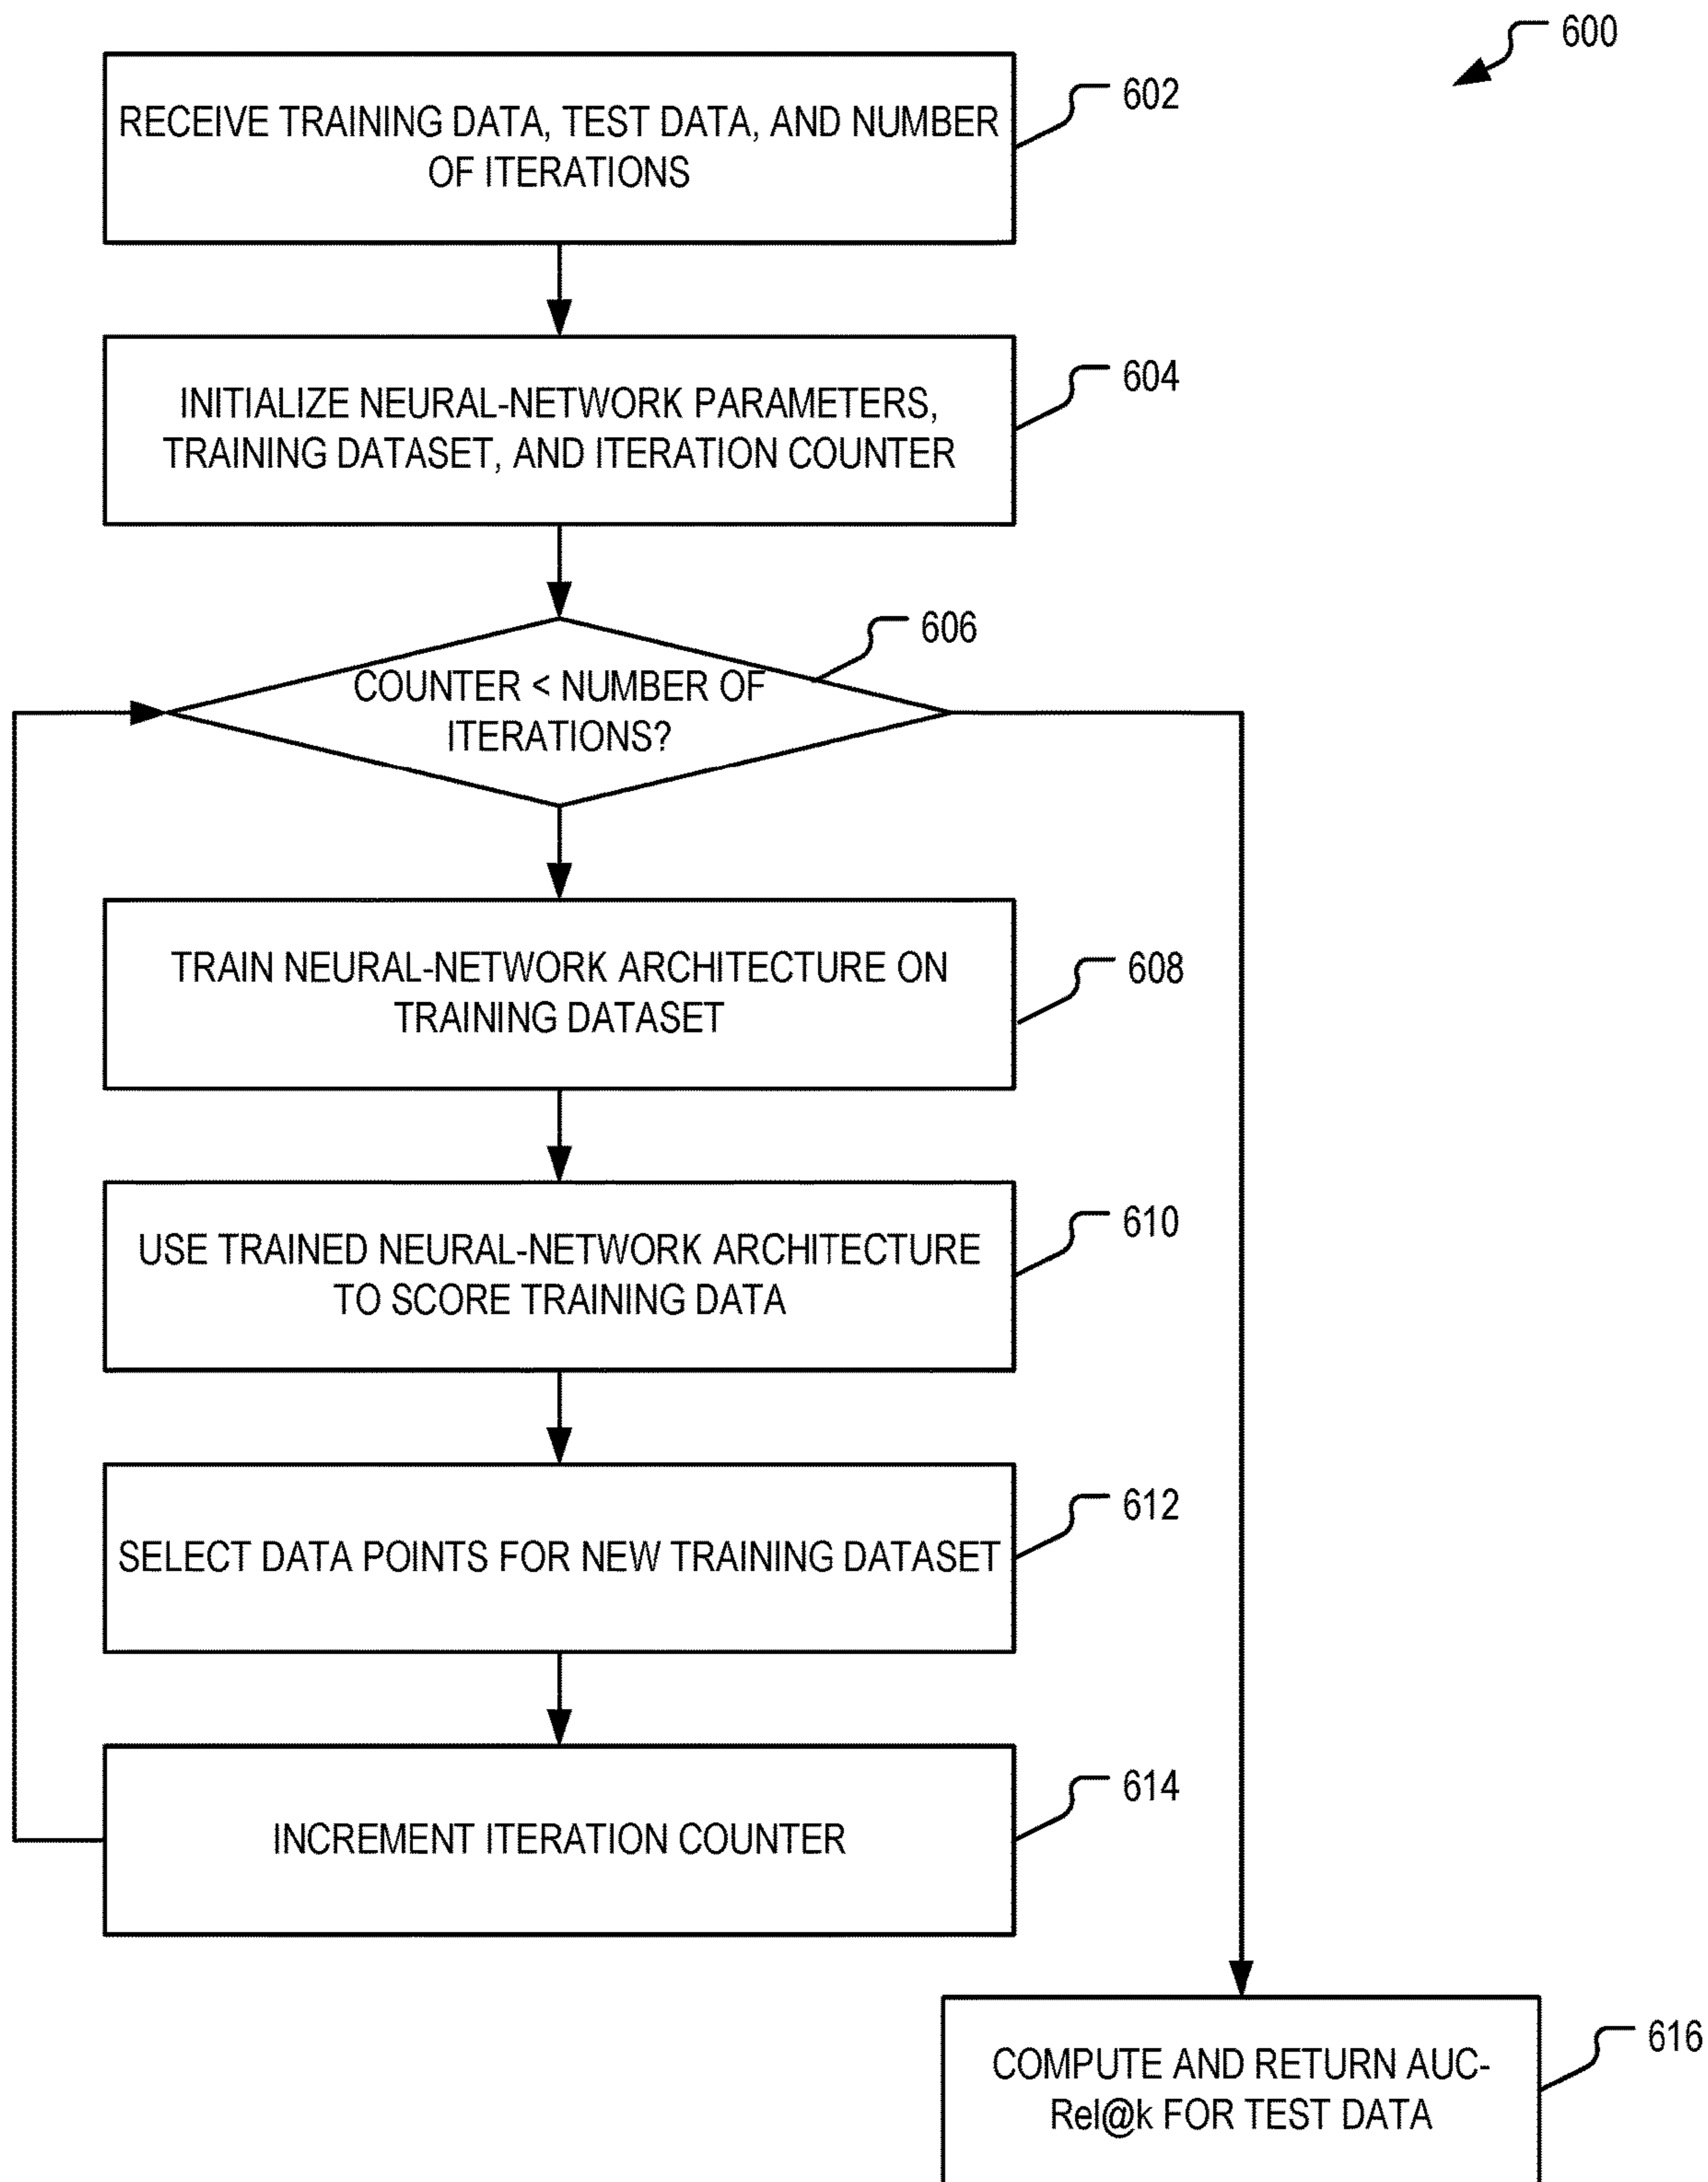 600
RECEIVE TRAINING DATA, TEST DATA, AND NUMBER
OF ITERATIONS
602
INITIALIZE NEURAL-NETWORK PARAMETERS,
TRAINING DATASET, AND ITERATION COUNTER
604
COUNTER < NUMBER OF
ITERATIONS?
606
TRAIN NEURAL-NETWORK ARCHITECTURE ON
TRAINING DATASET
608
USE TRAINED NEURAL-NETWORK ARCHITECTURE
TO SCORE TRAINING DATA
610
SELECT DATA POINTS FOR NEW TRAINING DATASET
612
INCREMENT ITERATION COUNTER
614
COMPUTE AND RETURN AUC-
Rel@k FOR TEST DATA
616